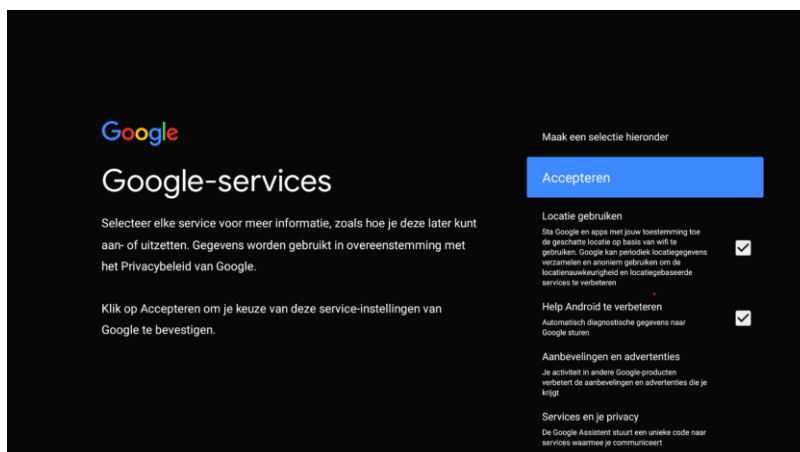 Google
Google-services
Selecteer elke service voor meer informatie, zoals hoe je deze later kunt
aan- of uitzetten. Gegevens worden gebruikt in overeenstemming met
het Privacybeleid van Google.
Klik op Accepteren om je keuze van deze service-instellingen van
Google te bevestigen.
Maak een selectie hieronder
Accepteren
Locatie gebruiken
Sta Google en apps met jouw toestemming toe
de geschatte locatie op basis van wifi te
gebruiken. Google kan periodiek locatiegegevens
verzamelen en anoniem gebruiken om de
locatienauwkeurigheid en locatiegebaseerde
services te verbeteren
Help Android te verbeteren
Automatisch diagnostische gegevens naar
Google sturen
Aanbevelingen en advertenties
Je activiteit in andere Google-producten
verbetert de aanbevelingen en advertenties die je
krijgt
Services en je privacy
De Google Assistent stuurt een unieke code naar
services waarmee je communiceert